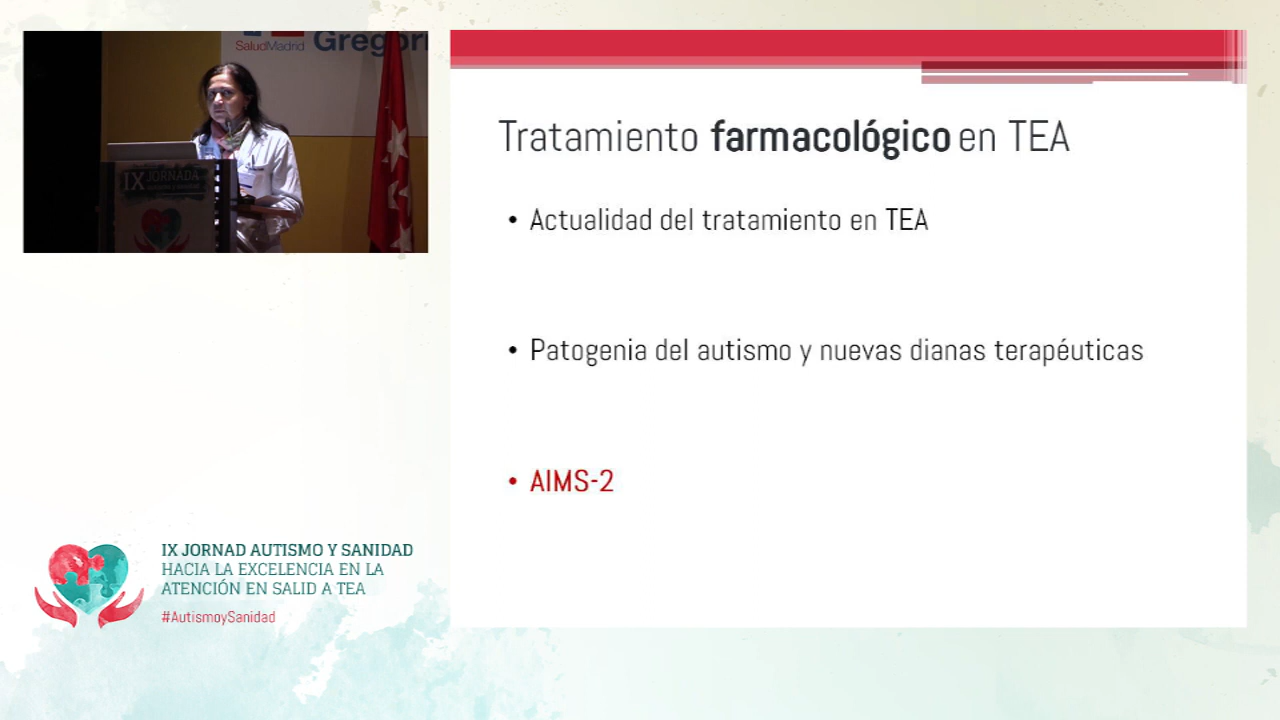 SaludMadrid
IX JORNADA
Tratamiento farmacológico en TEA
• Actualidad del tratamiento en TEA
• Patogenia del autismo y nuevas dianas terapéuticas
• AIMS-2
IX JORNAD AUTISMO Y SANIDAD
HACIA LA EXCELENCIA EN LA
ATENCIÓN EN SALID A TEA
#AutismoySanidad